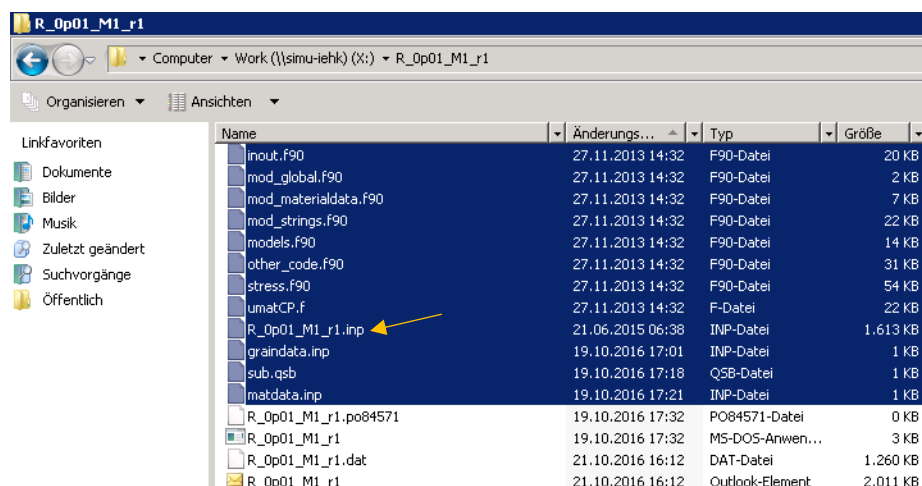 R_0p01_M1_r1
Computer Work (\\simu-iehk) (X:) R_0p01_M1_r1
Organisieren Ansichten
Linkfavoriten
Dokumente
Bilder
Musik
Zuletzt geändert
Suchvorgänge
Öffentlich
Name Änderungs... Typ Größe
inout.f90 27.11.2013 14:32 F90-Datei 20 KB
mod_global.f90 27.11.2013 14:32 F90-Datei 2 KB
mod_materialdata.f90 27.11.2013 14:32 F90-Datei 7 KB
mod_strings.f90 27.11.2013 14:32 F90-Datei 22 KB
models.f90 27.11.2013 14:32 F90-Datei 14 KB
other_code.f90 27.11.2013 14:32 F90-Datei 31 KB
stress.f90 27.11.2013 14:32 F90-Datei 54 KB
umatCP.f 27.11.2013 14:32 F-Datei 22 KB
R_0p01_M1_r1.inp 21.06.2015 06:38 INP-Datei 1.613 KB
graindata.inp 19.10.2016 17:01 INP-Datei 1 KB
sub.qsb 19.10.2016 17:18 QSB-Datei 1 KB
matdata.inp 19.10.2016 17:21 INP-Datei 1 KB
R_0p01_M1_r1.po84571 19.10.2016 17:32 PO84571-Datei 0 KB
R_0p01_M1_r1 19.10.2016 17:32 MS-DOS-Anwen... 3 KB
R_0p01_M1_r1.dat 21.10.2016 16:12 DAT-Datei 1.260 KB
R_0p01_M1_r1 21.10.2016 16:12 Outlook-Element 2.011 KB